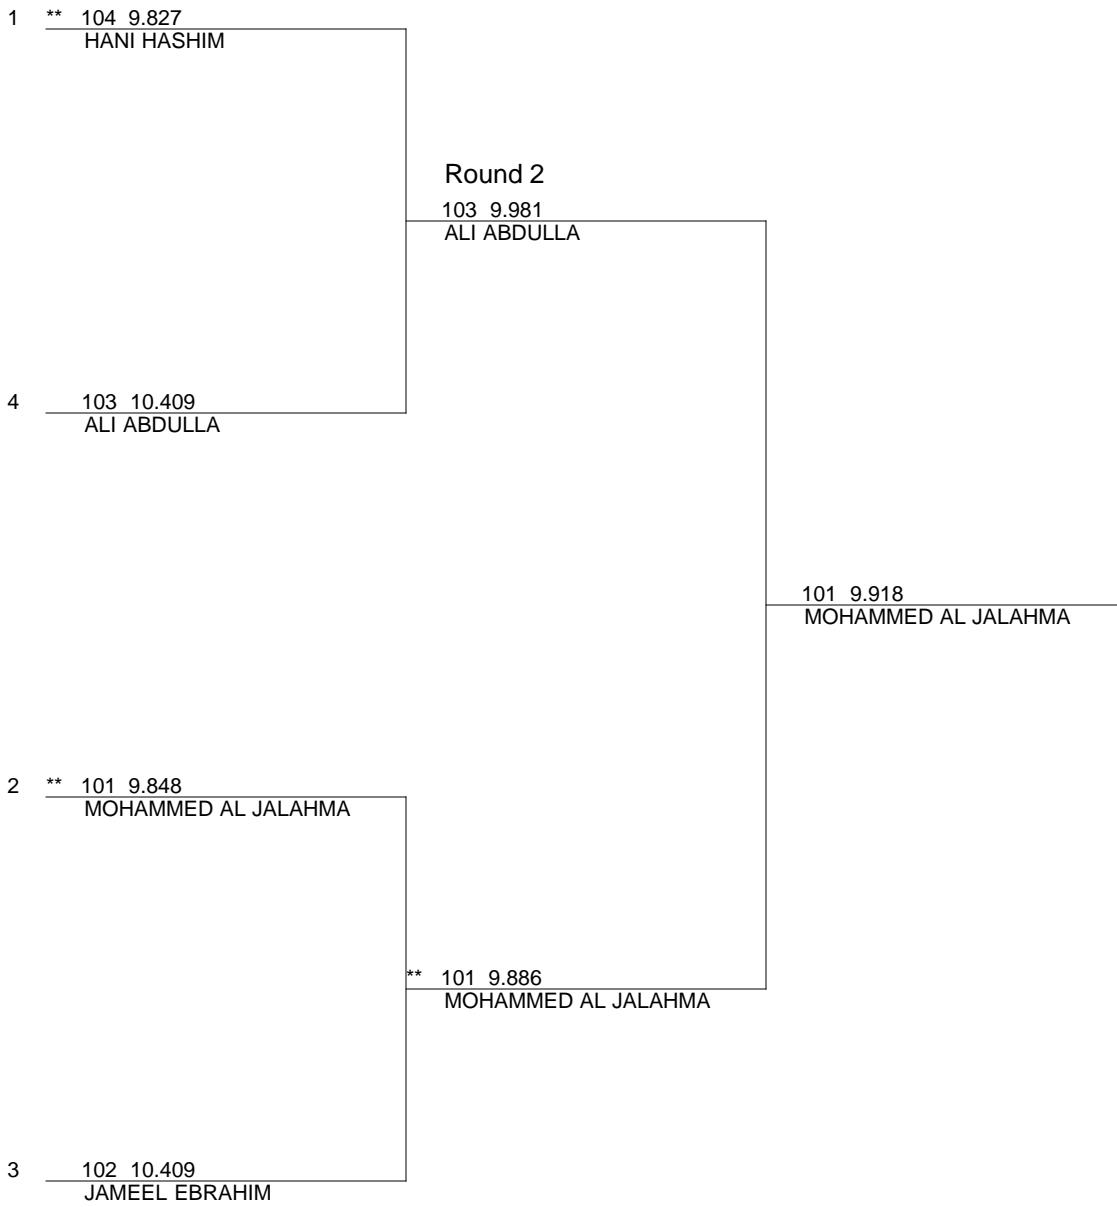 1 ** 104 9.827
HANI HASHIM
Round 2
103 9.981
ALI ABDULLA
4 103 10.409
ALI ABDULLA
101 9.918
MOHAMMED AL JALAHMA
2 ** 101 9.848
MOHAMMED AL JALAHMA
** 101 9.886
MOHAMMED AL JALAHMA
3 102 10.409
JAMEEL EBRAHIM